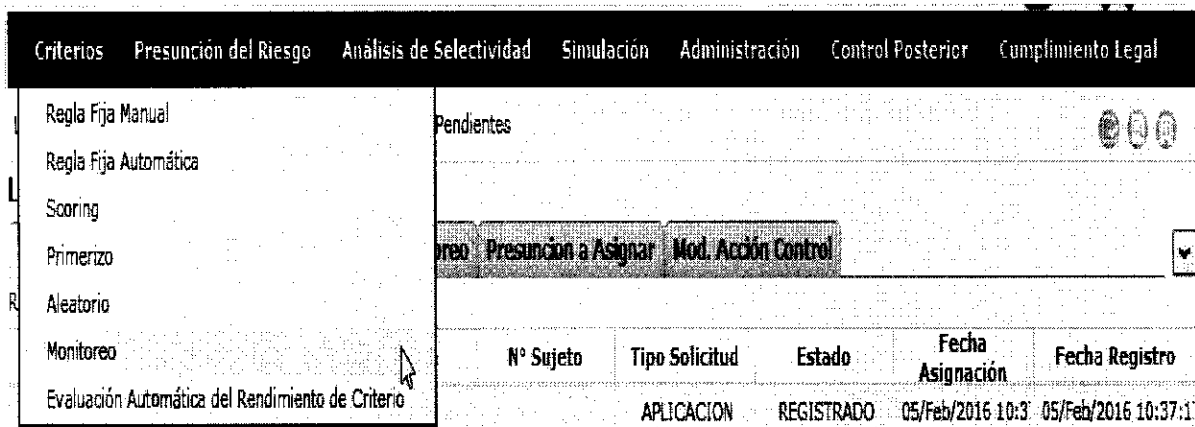 Criterios Presunción del Riesgo Análisis de Selectividad Simulación Administración Control Posterior Cumplimiento Legal
Regla Fija Manual
Pendientes
Regla Fija Automática
Scoring
Primerizo
oreo Presuncion a Asignar Mod. Acción Control
Aleatorio
Monitoreo
Nº Sujeto Tipo Solicitud Estado Fecha Asignación Fecha Registro
Evaluación Automática del Rendimiento de Criterio
APLICACION REGISTRADO 05/Feb/2016 10:3 05/Feb/2016 10:37:1